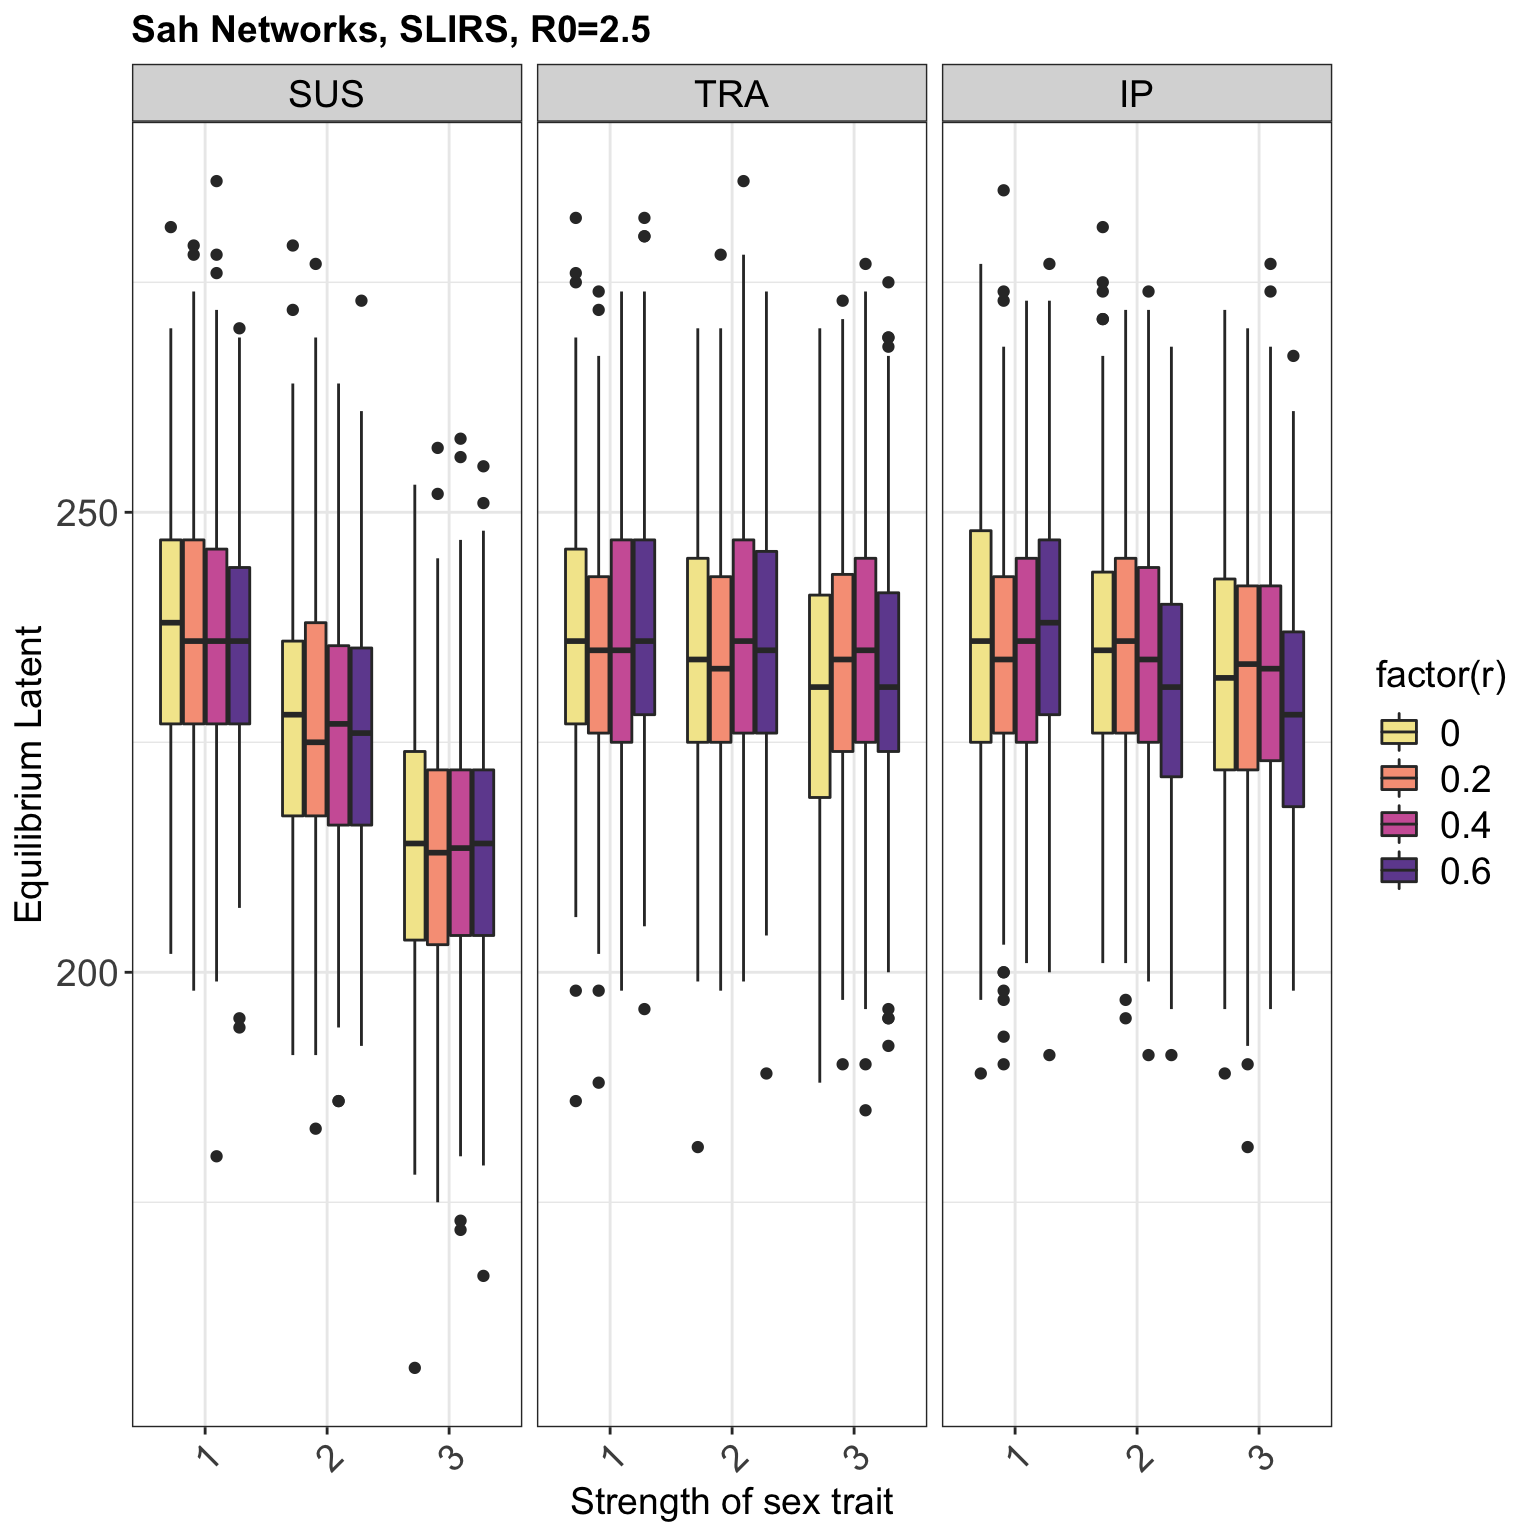 Sah Networks, SLIRS, R0=2.5
SUS
TRA
IP
Equilibrium Latent
250
200
1
2
3
1
2
3
1
2
3
Strength of sex trait
factor(r)
0
0.2
0.4
0.6